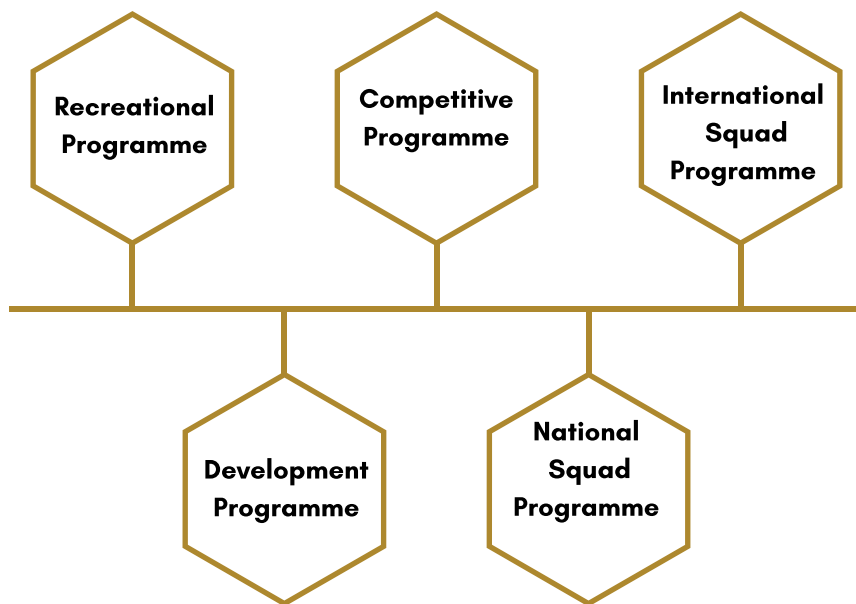 Recreational
Programme
Competitive
Programme
International
Squad
Programme
Development
Programme
National
Squad
Programme